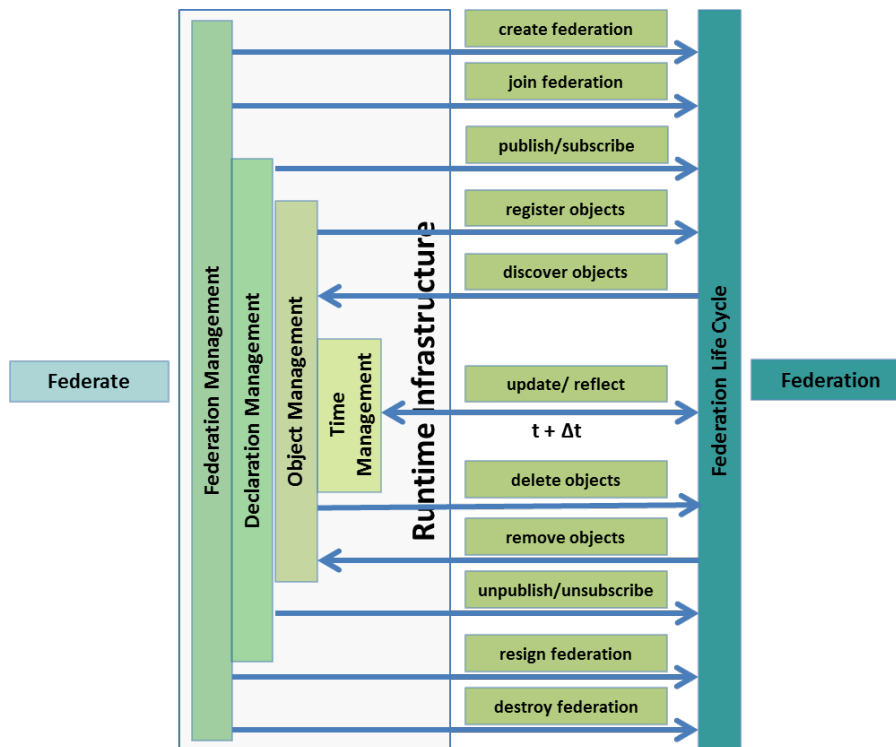 create federation
join federation
publish/subscribe
register objects
discover objects
Federate
Federation Management
Declaration Management
Object Management
Time
Management
Runtime Infrastructure
update/ reflect
t + Δt
Federation Life Cycle
Federation
delete objects
remove objects
unpublish/unsubscribe
resign federation
destroy federation